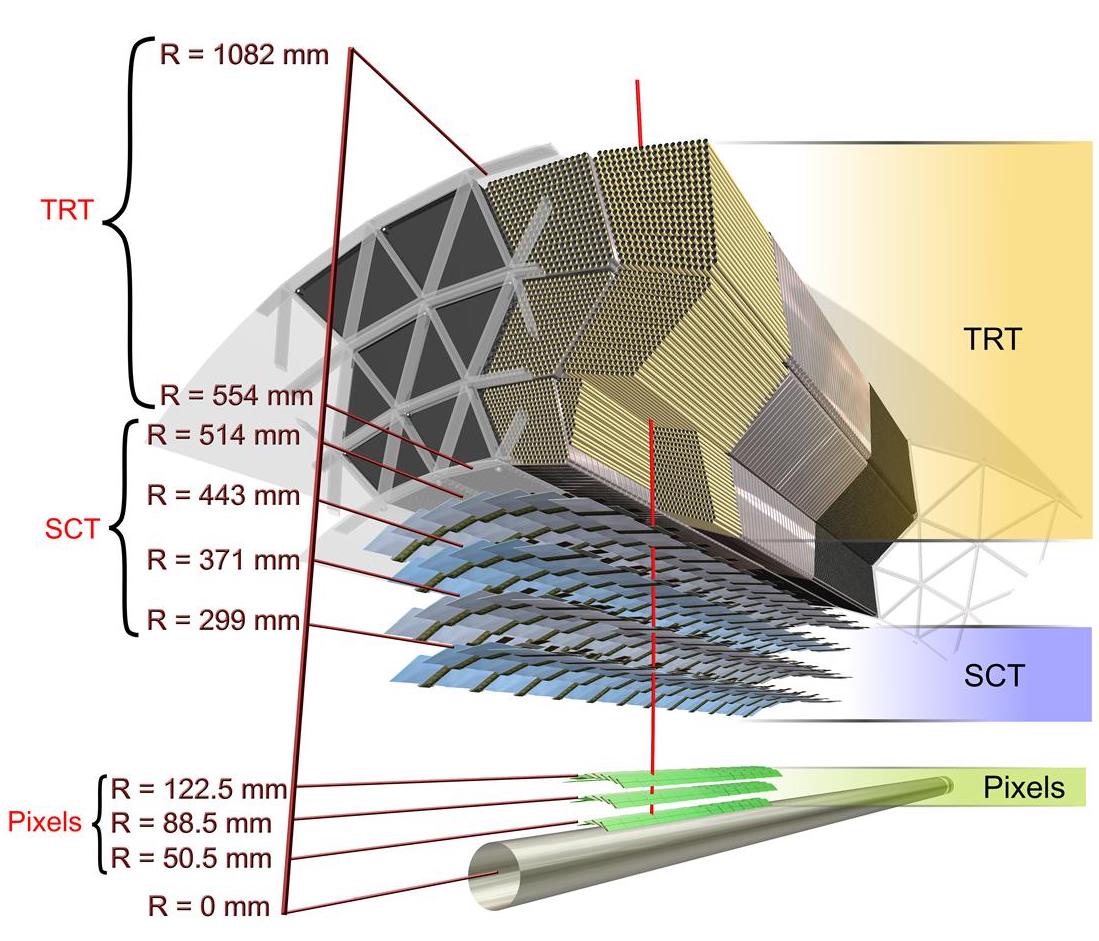 R = 1082 mm
TRT
R = 554 mm
R = 514 mm
R = 443 mm
SCT
R = 371 mm
R = 299 mm
R = 122.5 mm
Pixels
R = 88.5 mm
R = 50.5 mm
R = 0 mm
TRT
SCT
Pixels